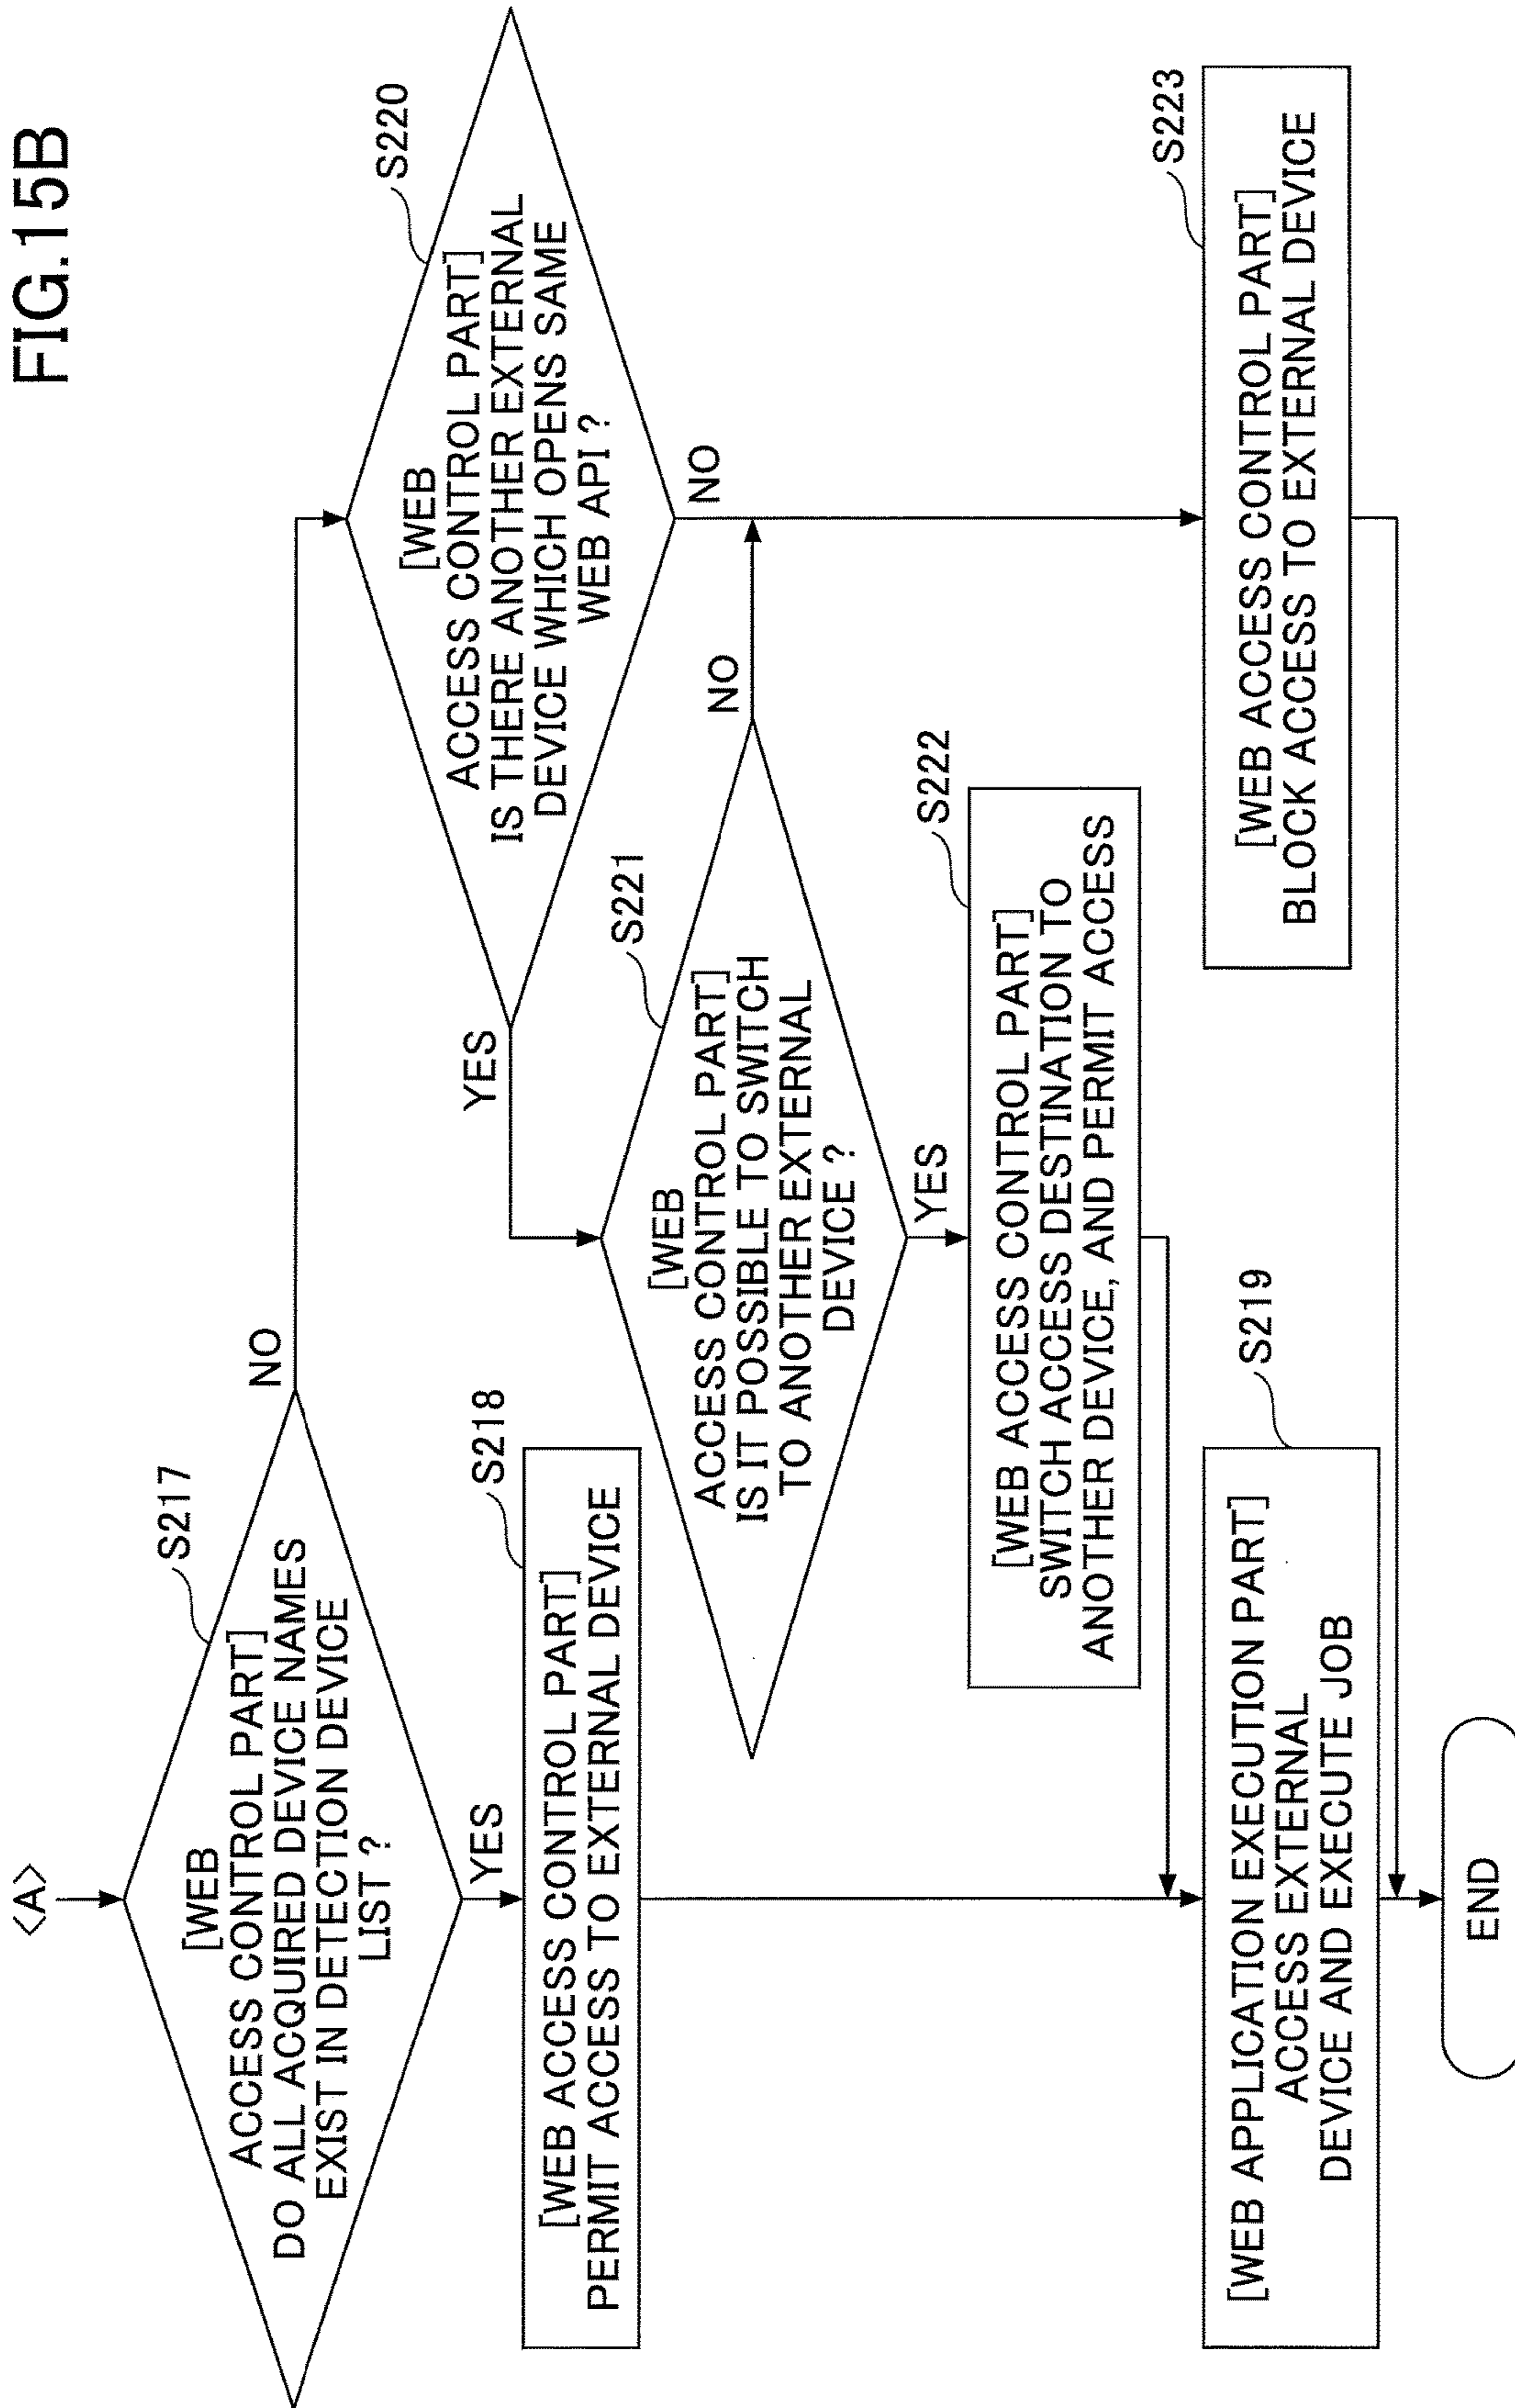 FIG.15B
<A>
S217
[WEB
ACCESS CONTROL PART]
DO ALL ACQUIRED DEVICE NAMES
EXIST IN DETECTION DEVICE
LIST ?
NO
YES
S218
[WEB ACCESS CONTROL PART]
PERMIT ACCESS TO EXTERNAL DEVICE
S220
[WEB
ACCESS CONTROL PART]
IS THERE ANOTHER EXTERNAL
DEVICE WHICH OPENS SAME
WEB API ?
YES
NO
S221
[WEB
ACCESS CONTROL PART]
IS IT POSSIBLE TO SWITCH
TO ANOTHER EXTERNAL
DEVICE ?
NO
YES
S222
[WEB ACCESS CONTROL PART]
SWITCH ACCESS DESTINATION TO
ANOTHER DEVICE, AND PERMIT ACCESS
S219
[WEB APPLICATION EXECUTION PART]
ACCESS EXTERNAL
DEVICE AND EXECUTE JOB
S223
[WEB ACCESS CONTROL PART]
BLOCK ACCESS TO EXTERNAL DEVICE
END